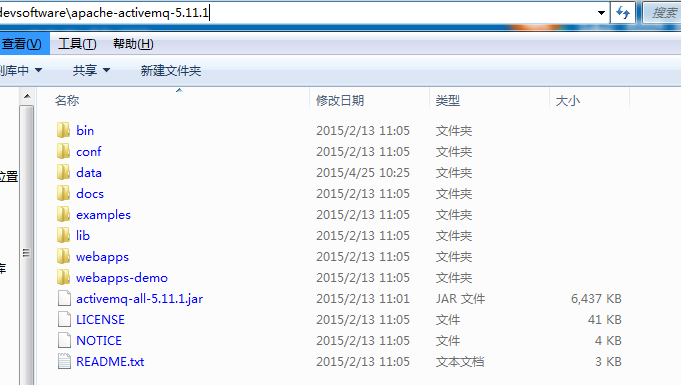 devsoftware\apache-activemq-5.11.1 搜索
查看(V) 工具(T) 帮助(H)
到库中 共享 新建文件夹
名称 修改日期 类型 大小
bin 2015/2/13 11:05 文件夹
conf 2015/2/13 11:05 文件夹
位置 data 2015/4/25 10:25 文件夹
docs 2015/2/13 11:05 文件夹
examples 2015/2/13 11:05 文件夹
lib 2015/2/13 11:05 文件夹
webapps 2015/2/13 11:05 文件夹
库 webapps-demo 2015/2/13 11:05 文件夹
activemq-all-5.11.1.jar 2015/2/13 11:01 JAR 文件 6,437 KB
LICENSE 2015/2/13 11:05 文件 41 KB
NOTICE 2015/2/13 11:05 文件 4 KB
README.txt 2015/2/13 11:05 文本文档 3 KB